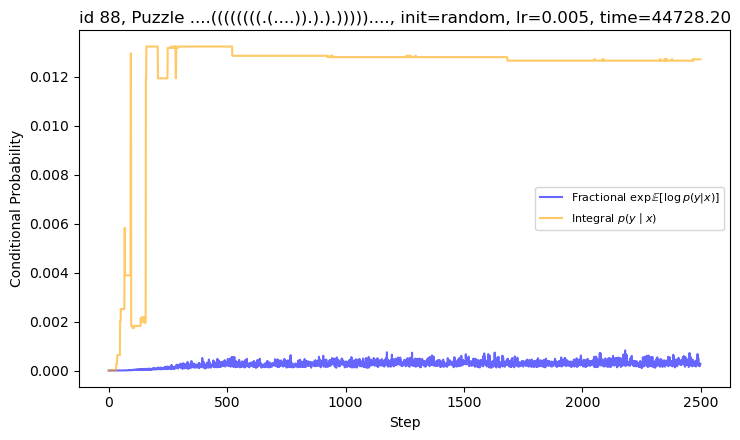 id 88, Puzzle ....((((((((.(....)).).).)))))...., init=random, lr=0.005, time=44728.20
Conditional Probability
0.012
0.010
0.008
0.006
0.004
0.002
0.000
Fractional exp𝔼[log p(y|x)]
Integral p(y | x)
0
500
1000
1500
2000
2500
Step